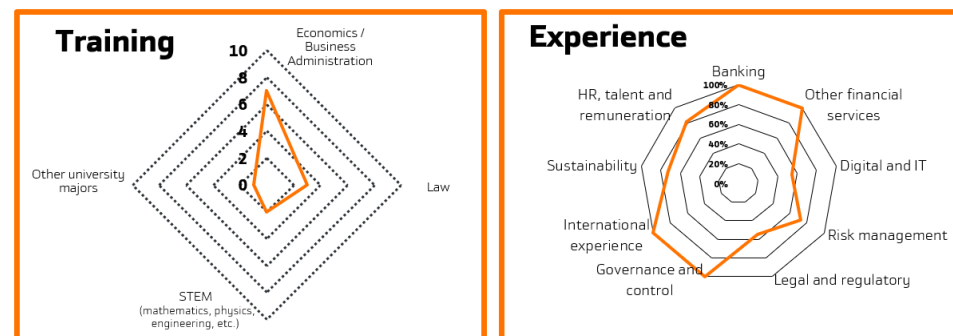 Training
Economics /
Business
Administration
10
8
6
4
2
0
Other university
majors
Law
STEM
(mathematics, physics,
engineering, etc.)
Experience
Banking
100%
80%
60%
40%
20%
0%
HR, talent and
remuneration
Other financial
services
Sustainability
Digital and IT
International
experience
Risk management
Governance and
control
Legal and regulatory